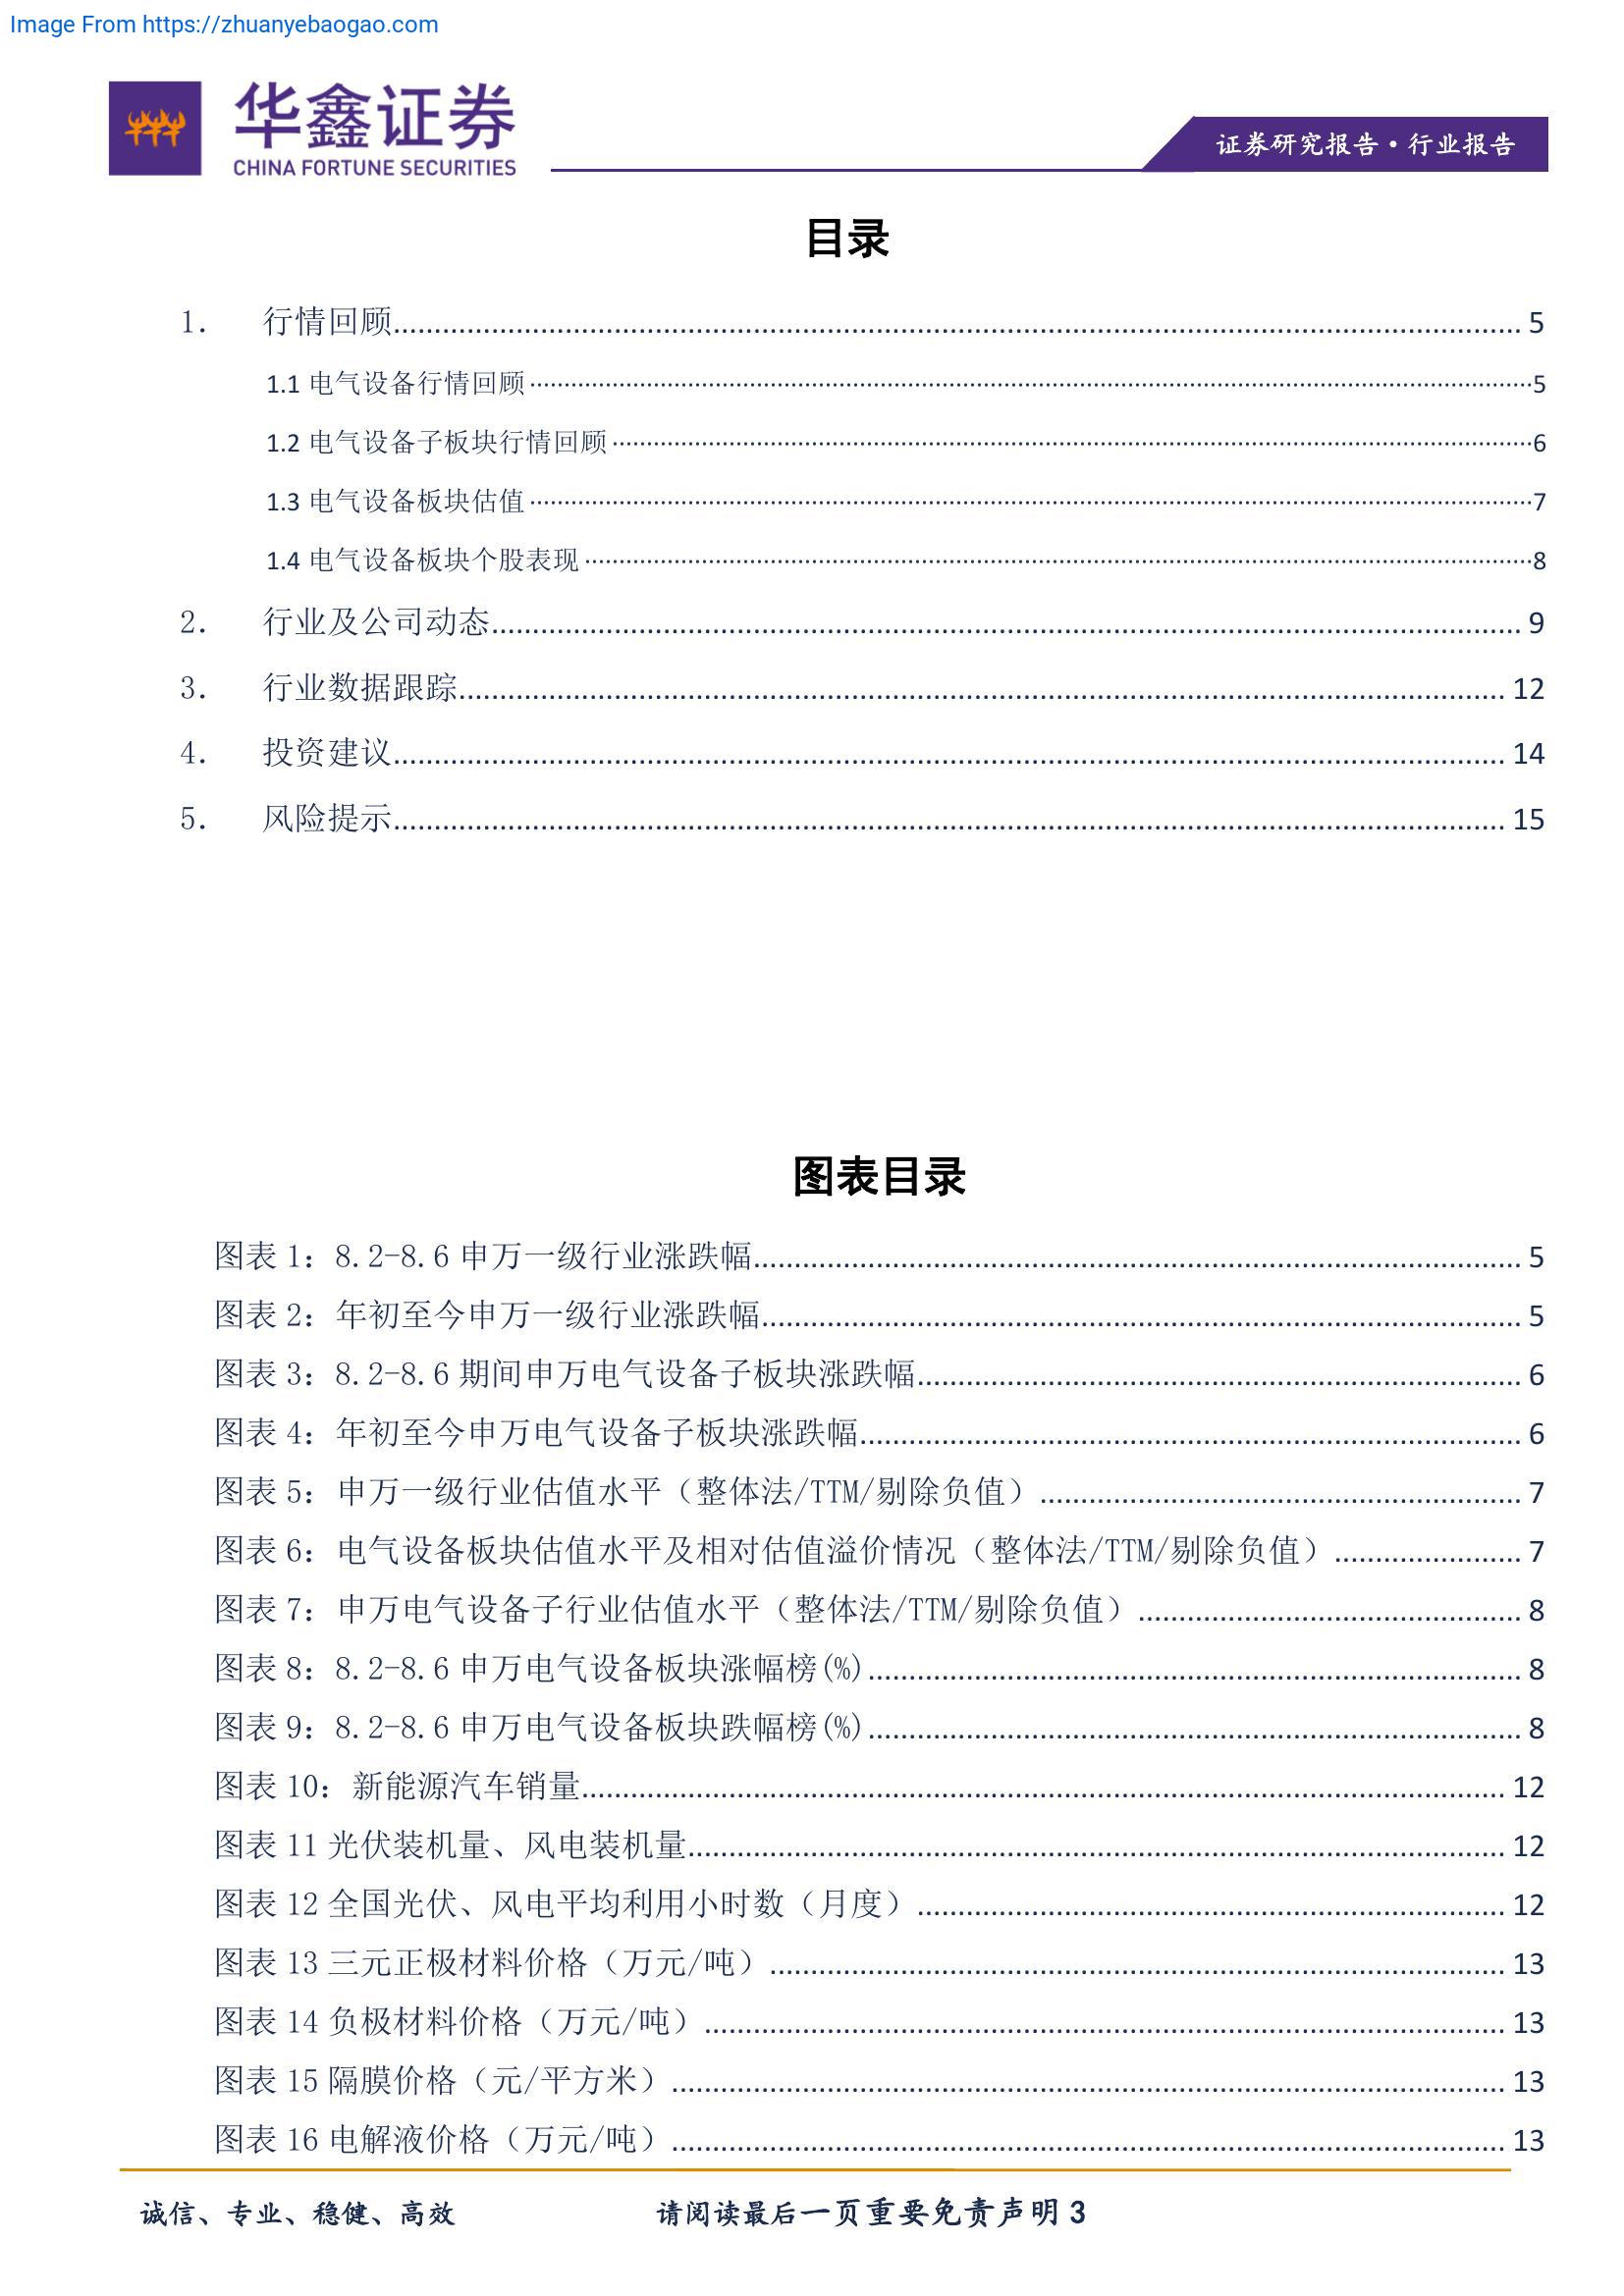 Image From https://zhuanyebaogao.com
华鑫证券
CHINA FORTUNE SECURITIES
证券研究报告·行业报告
目录
1. 行情回顾 5
1.1 电气设备行情回顾 5
1.2 电气设备子板块行情回顾 6
1.3 电气设备板块估值 7
1.4 电气设备板块个股表现 8
2. 行业及公司动态 9
3. 行业数据跟踪 12
4. 投资建议 14
5. 风险提示 15
图表目录
图表 1：8.2-8.6 申万一级行业涨跌幅 5
图表 2：年初至今申万一级行业涨跌幅 5
图表 3：8.2-8.6 期间申万电气设备子板块涨跌幅 6
图表 4：年初至今申万电气设备子板块涨跌幅 6
图表 5：申万一级行业估值水平（整体法/TTM/剔除负值） 7
图表 6：电气设备板块估值水平及相对估值溢价情况（整体法/TTM/剔除负值） 7
图表 7：申万电气设备子行业估值水平（整体法/TTM/剔除负值） 8
图表 8：8.2-8.6 申万电气设备板块涨幅榜(%) 8
图表 9：8.2-8.6 申万电气设备板块跌幅榜(%) 8
图表 10：新能源汽车销量 12
图表 11 光伏装机量、风电装机量 12
图表 12 全国光伏、风电平均利用小时数（月度） 12
图表 13 三元正极材料价格（万元/吨） 13
图表 14 负极材料价格（万元/吨） 13
图表 15 隔膜价格（元/平方米） 13
图表 16 电解液价格（万元/吨） 13
诚信、专业、稳健、高效 请阅读最后一页重要免责声明 3